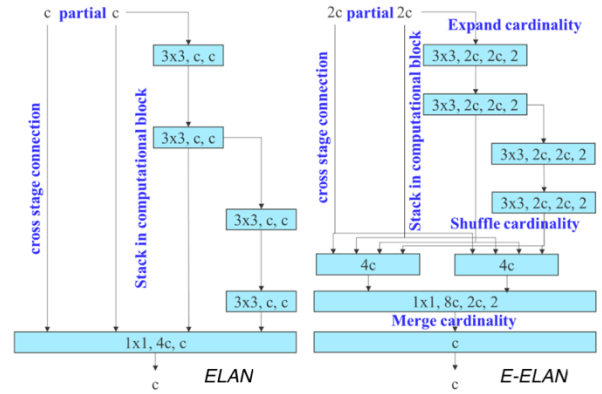 c partial c
3x3, c, c
3x3, c, c
cross stage connection
Stack in computational block
3x3, c, c
3x3, c, c
1x1, 4c, c
c
ELAN
2c partial 2c
Expand cardinality
3x3, 2c, 2c, 2
3x3, 2c, 2c, 2
cross stage connection
Stack in computational block
3x3, 2c, 2c, 2
3x3, 2c, 2c, 2
Shuffle cardinality
4c
4c
1x1, 8c, 2c, 2
Merge cardinality
c
c
E-ELAN